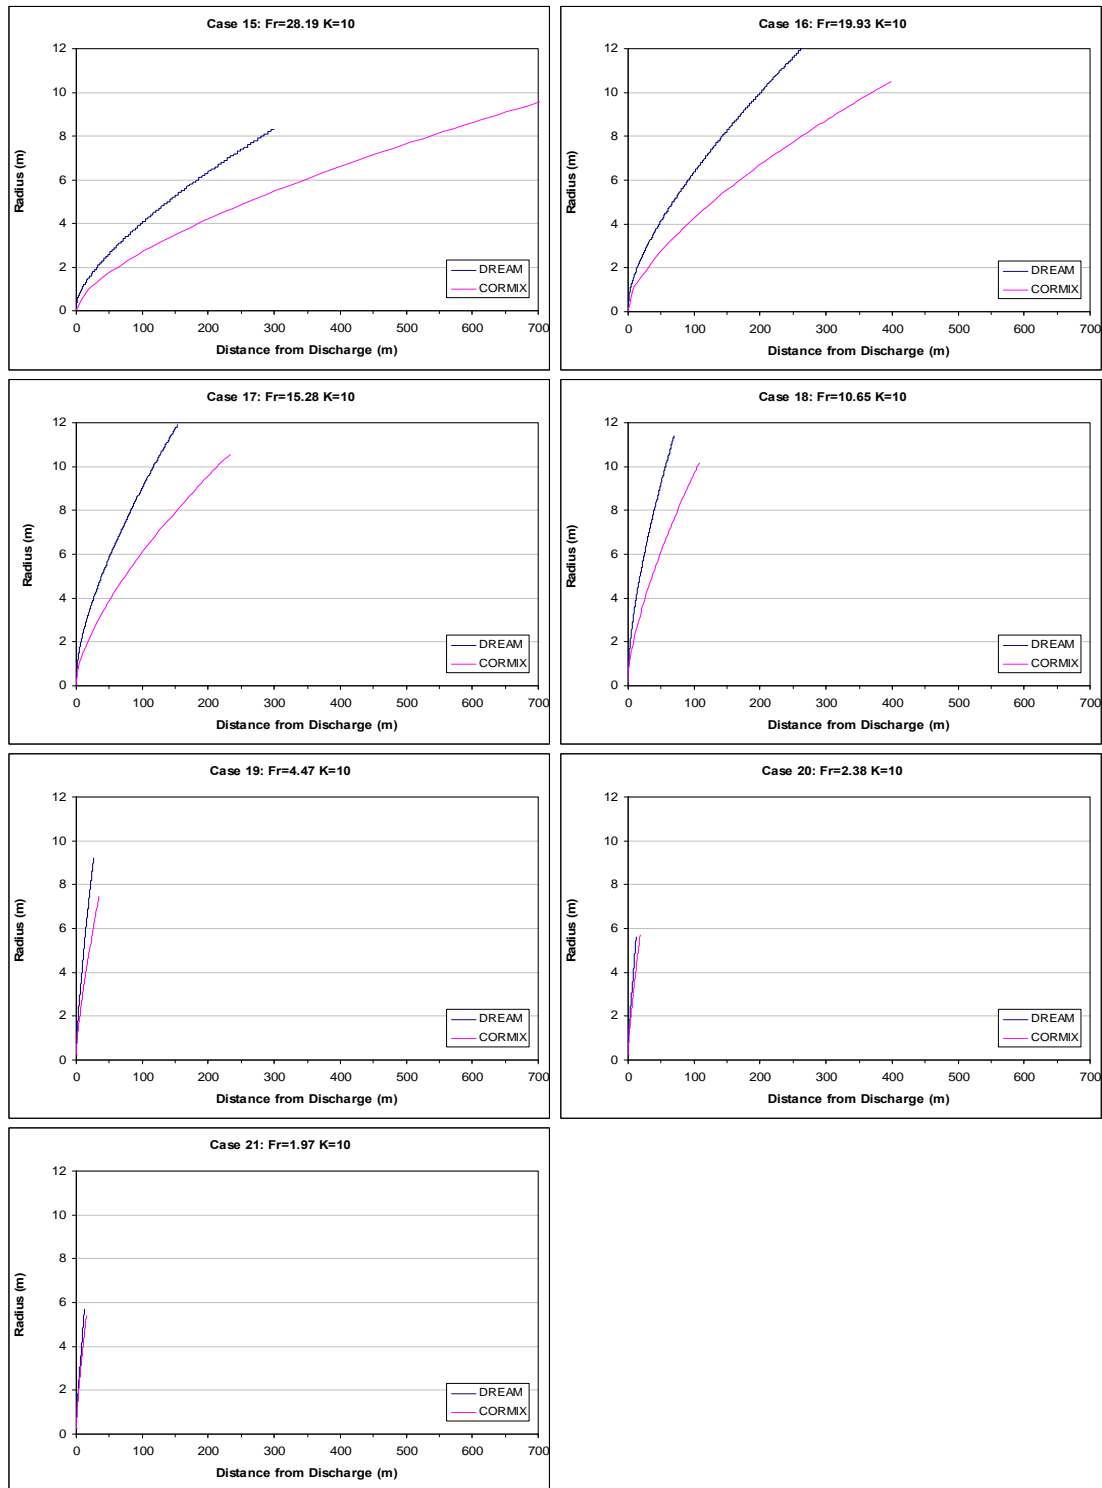 Case 15: Fr=28.19 K=10
12
10
8
6
4
2
0
Radius (m)
0 100 200 300 400 500 600 700
Distance from Discharge (m)
DREAM
CORMIX
Case 16: Fr=19.93 K=10
12
10
8
6
4
2
0
Radius (m)
0 100 200 300 400 500 600 700
Distance from Discharge (m)
DREAM
CORMIX
Case 17: Fr=15.28 K=10
12
10
8
6
4
2
0
Radius (m)
0 100 200 300 400 500 600 700
Distance from Discharge (m)
DREAM
CORMIX
Case 18: Fr=10.65 K=10
12
10
8
6
4
2
0
Radius (m)
0 100 200 300 400 500 600 700
Distance from Discharge (m)
DREAM
CORMIX
Case 19: Fr=4.47 K=10
12
10
8
6
4
2
0
Radius (m)
0 100 200 300 400 500 600 700
Distance from Discharge (m)
DREAM
CORMIX
Case 20: Fr=2.38 K=10
12
10
8
6
4
2
0
Radius (m)
0 100 200 300 400 500 600 700
Distance from Discharge (m)
DREAM
CORMIX
Case 21: Fr=1.97 K=10
12
10
8
6
4
2
0
Radius (m)
0 100 200 300 400 500 600 700
Distance from Discharge (m)
DREAM
CORMIX